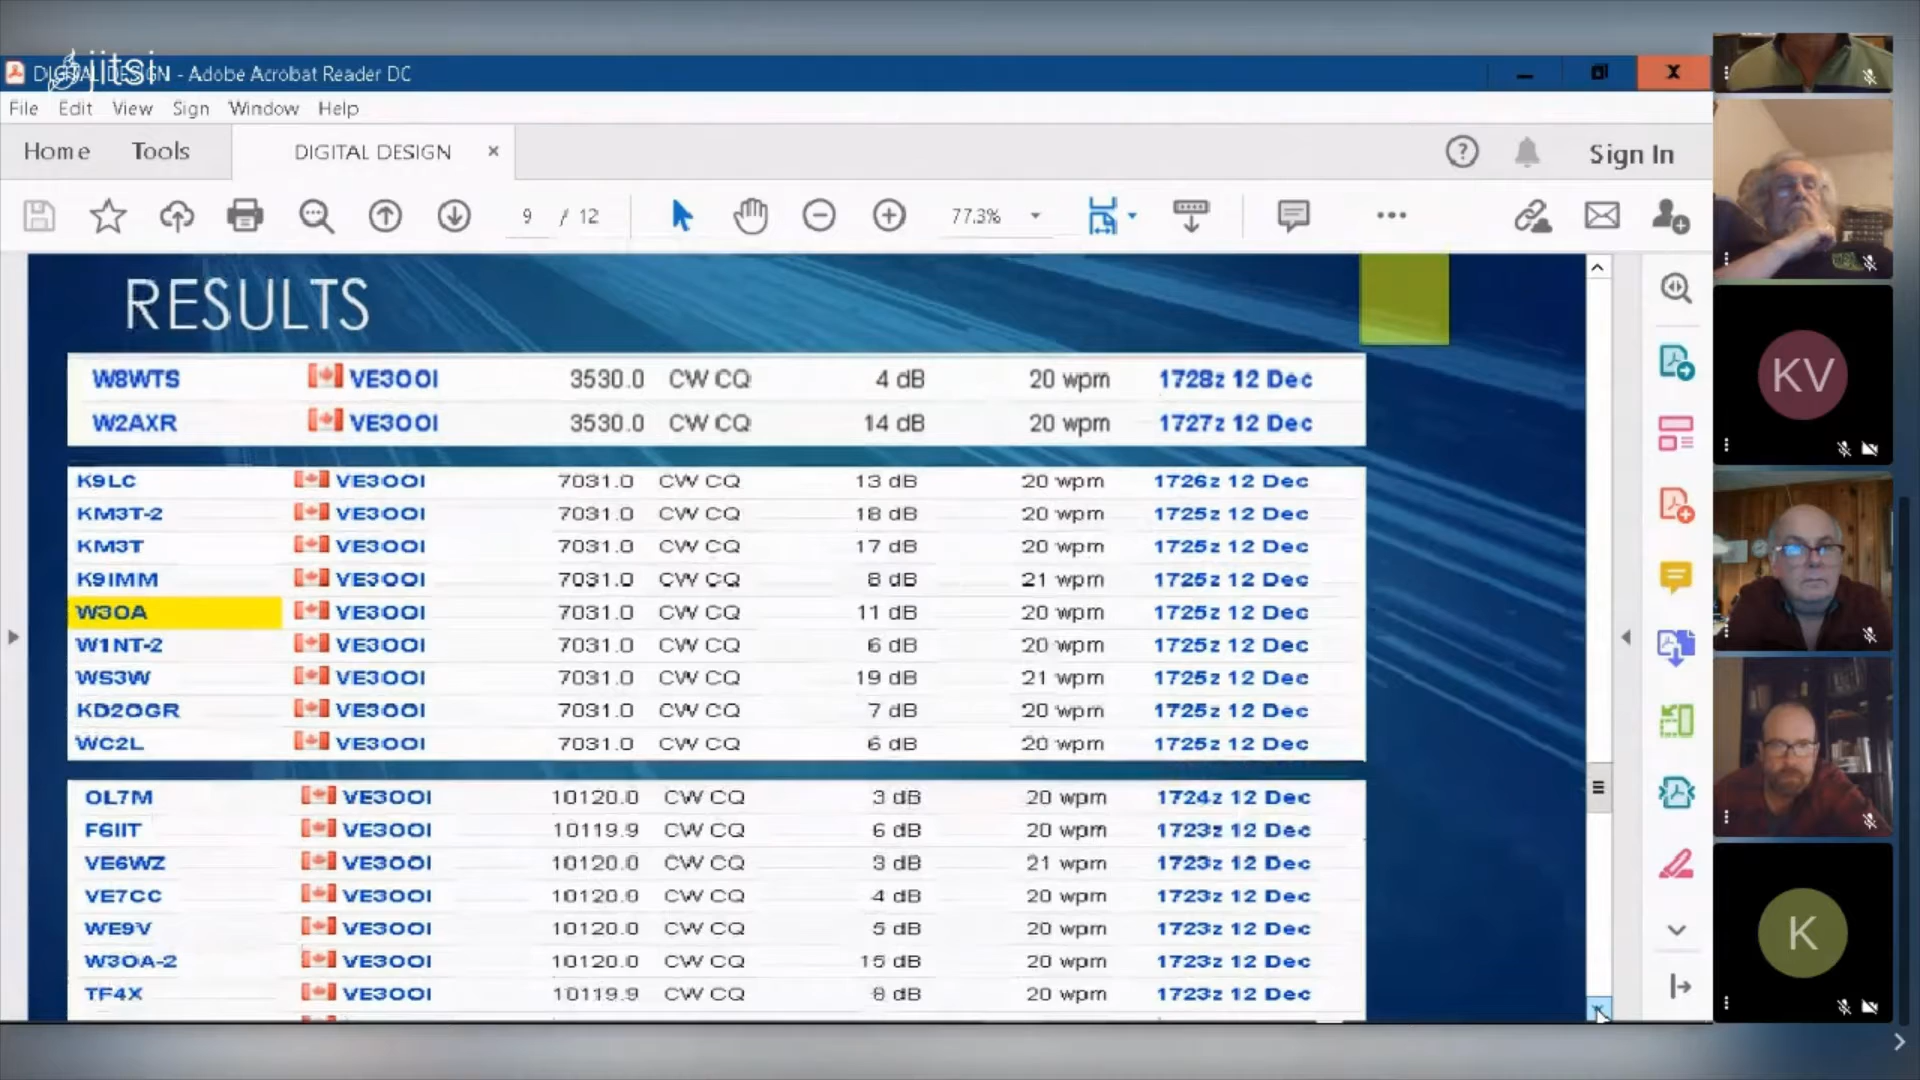 jitsi
DIGITAL DESIGN - Adobe Acrobat Reader DC
File Edit View Sign Window Help
Home Tools DIGITAL DESIGN × Sign In
9 / 12 77.3%
RESULTS
W8WTS VE3OOI 3530.0 CW CQ 4 dB 20 wpm 1728z 12 Dec
W2AXR VE3OOI 3530.0 CW CQ 14 dB 20 wpm 1727z 12 Dec
K9LC VE3OOI 7031.0 CW CQ 13 dB 20 wpm 1726z 12 Dec
KM3T-2 VE3OOI 7031.0 CW CQ 18 dB 20 wpm 1725z 12 Dec
KM3T VE3OOI 7031.0 CW CQ 17 dB 20 wpm 1725z 12 Dec
K9IMM VE3OOI 7031.0 CW CQ 8 dB 21 wpm 1725z 12 Dec
W3OA VE3OOI 7031.0 CW CQ 11 dB 20 wpm 1725z 12 Dec
W1NT-2 VE3OOI 7031.0 CW CQ 6 dB 20 wpm 1725z 12 Dec
WS3W VE3OOI 7031.0 CW CQ 19 dB 21 wpm 1725z 12 Dec
KD2OGR VE3OOI 7031.0 CW CQ 7 dB 20 wpm 1725z 12 Dec
WC2L VE3OOI 7031.0 CW CQ 6 dB 20 wpm 1725z 12 Dec
OL7M VE3OOI 10120.0 CW CQ 3 dB 20 wpm 1724z 12 Dec
F6IIT VE3OOI 10119.9 CW CQ 6 dB 20 wpm 1723z 12 Dec
VE6WZ VE3OOI 10120.0 CW CQ 3 dB 21 wpm 1723z 12 Dec
VE7CC VE3OOI 10120.0 CW CQ 4 dB 20 wpm 1723z 12 Dec
WE9V VE3OOI 10120.0 CW CQ 5 dB 20 wpm 1723z 12 Dec
W3OA-2 VE3OOI 10120.0 CW CQ 15 dB 20 wpm 1723z 12 Dec
TF4X VE3OOI 10119.9 CW CQ 8 dB 20 wpm 1723z 12 Dec
KV
K